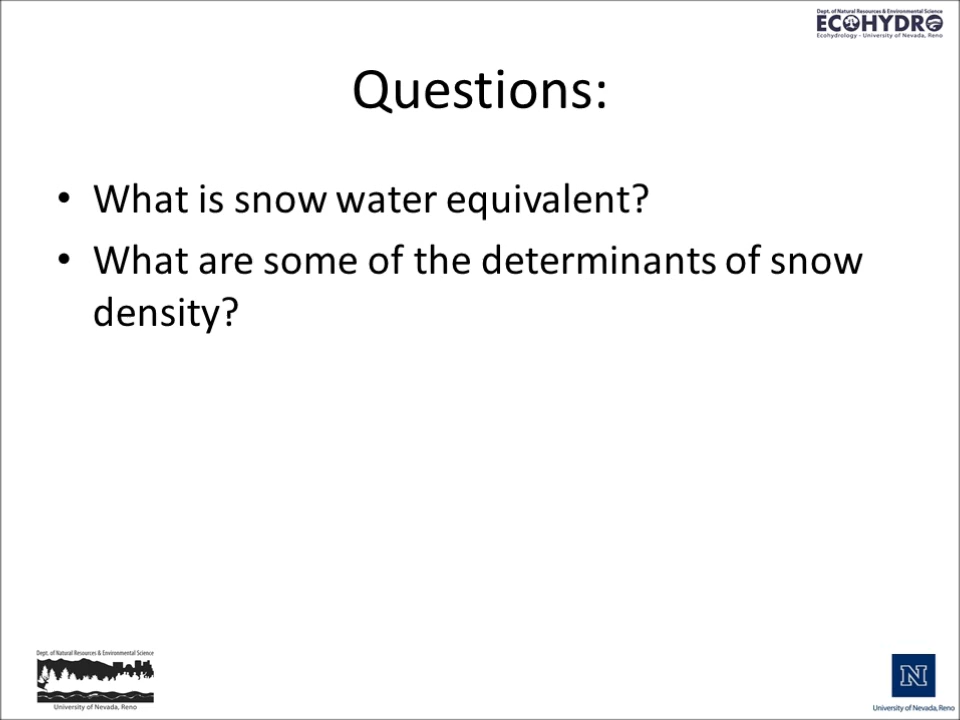 Dept. of Natural Resources & Environmental Science
ECOHYDRO
Ecohydrology - University of Nevada, Reno
Questions:
• What is snow water equivalent?
• What are some of the determinants of snow
density?
Dept. of Natural Resources & Environmental Science
University of Nevada, Reno
N
University of Nevada, Reno